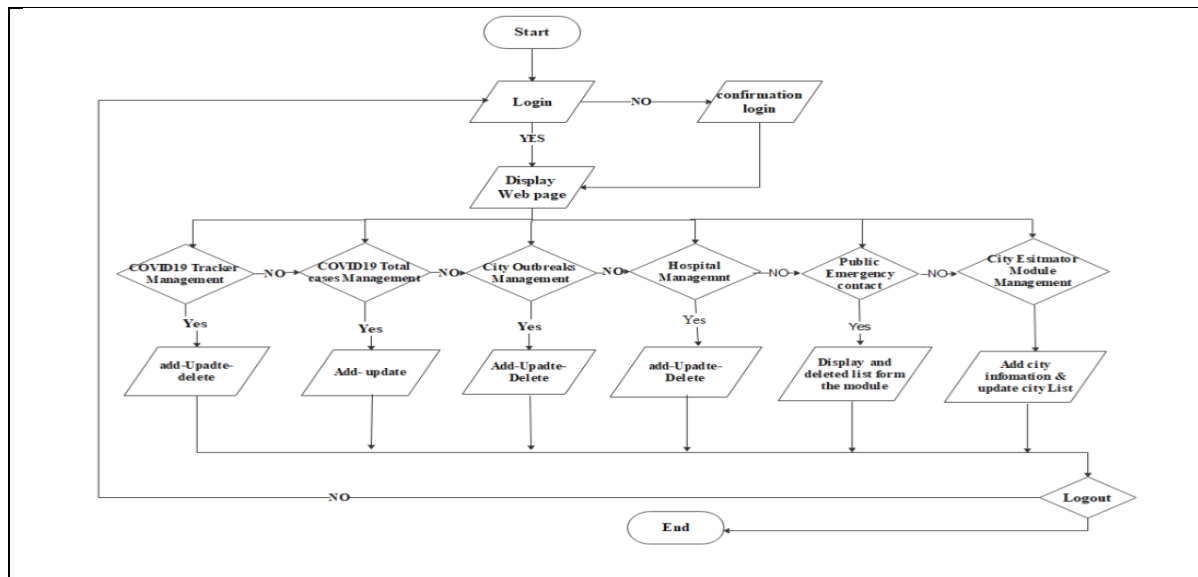 Start
Login
NO
confirmation
login
YES
Display
Web page
COVID19 Tracker
Management
NO
COVID19 Total
cases Management
NO
City Outbreaks
Management
NO
Hospital
Managemnt
NO
Public
Emergency
contact
NO
City Esitmator
Module
Management
Yes
Yes
Yes
Yes
Yes
add-Upadte-
delete
Add- update
Add-Upadte-
Delete
add-Upadte-
Delete
Display and
deleted list form
the module
Add city
infomation &
update city List
NO
Logout
End